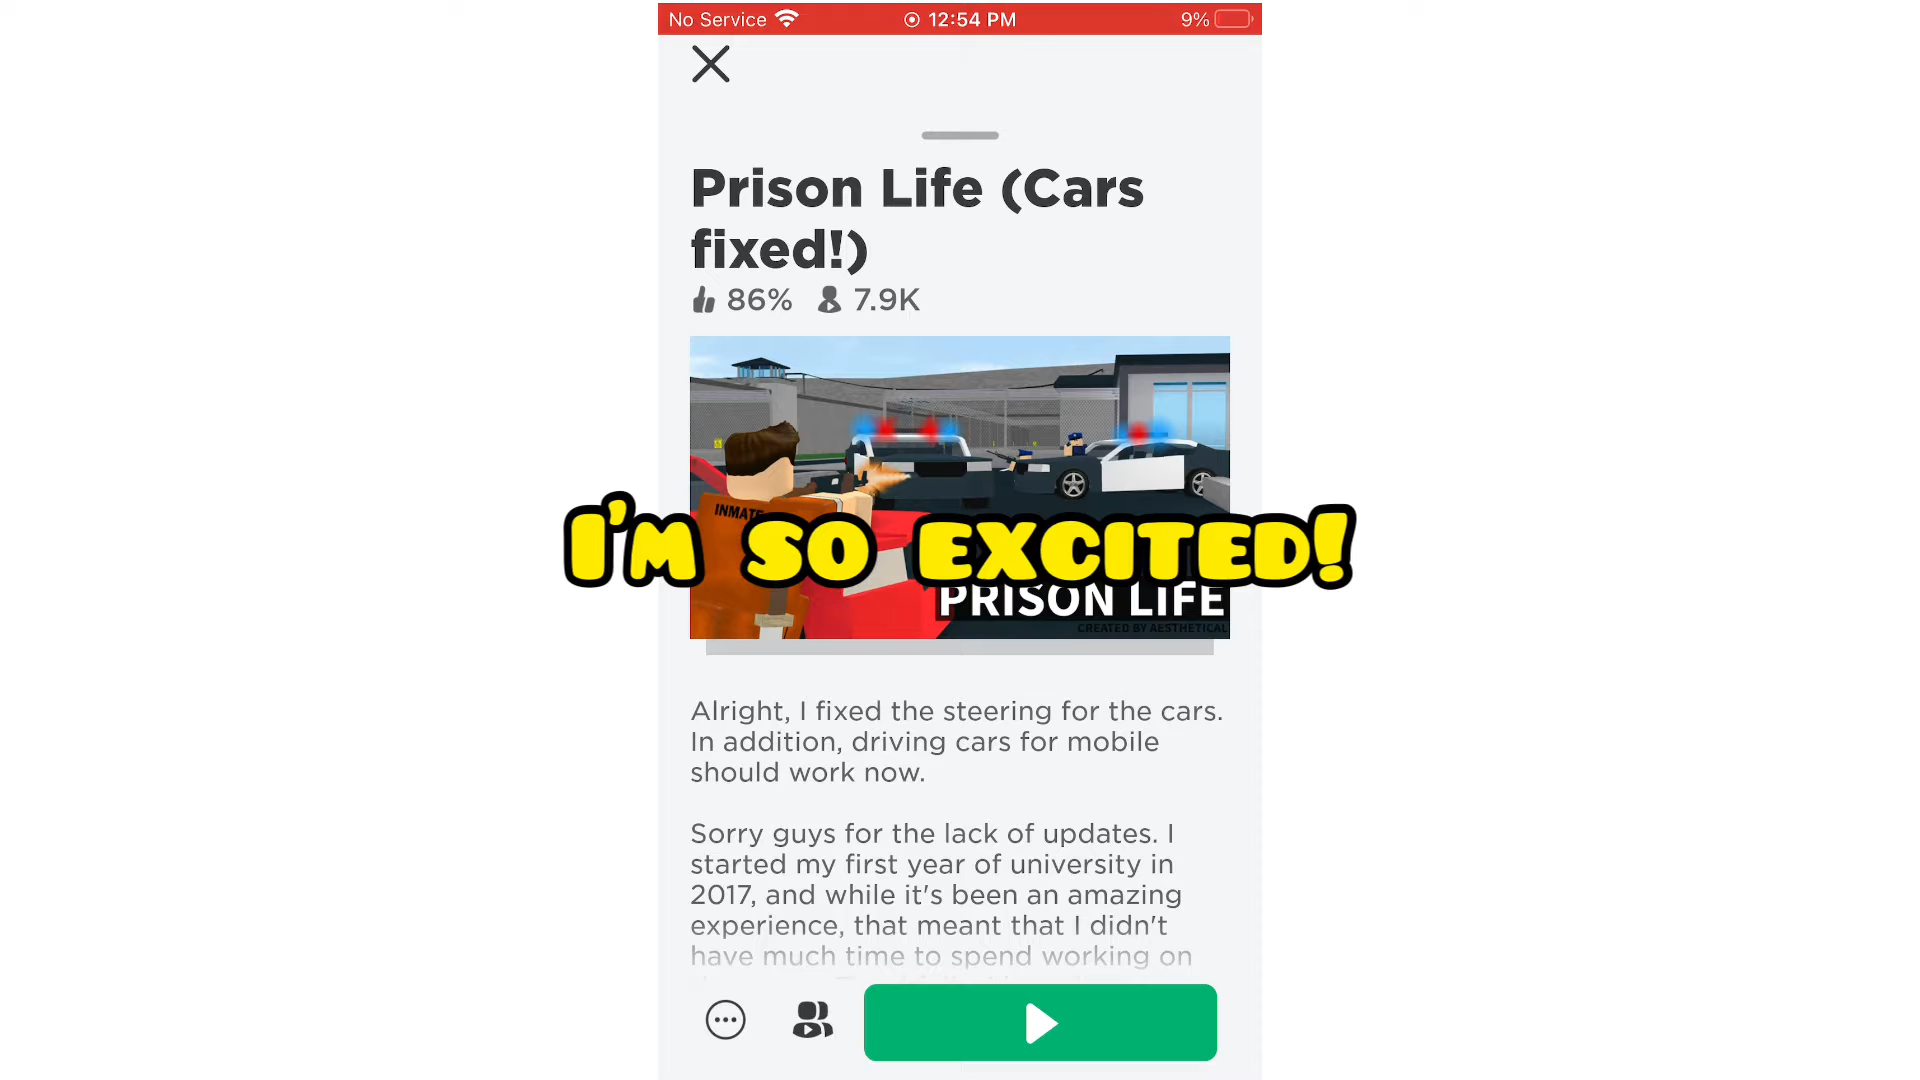 No Service 12:54 PM 9%
Prison Life (Cars
fixed!)
86% 7.9K
INMATE
I'm so excited!
PRISON LIFE
CREATED BY AESTHETICAL
Alright, I fixed the steering for the cars.
In addition, driving cars for mobile
should work now.
Sorry guys for the lack of updates. I
started my first year of university in
2017, and while it's been an amazing
experience, that meant that I didn't
have much time to spend working on